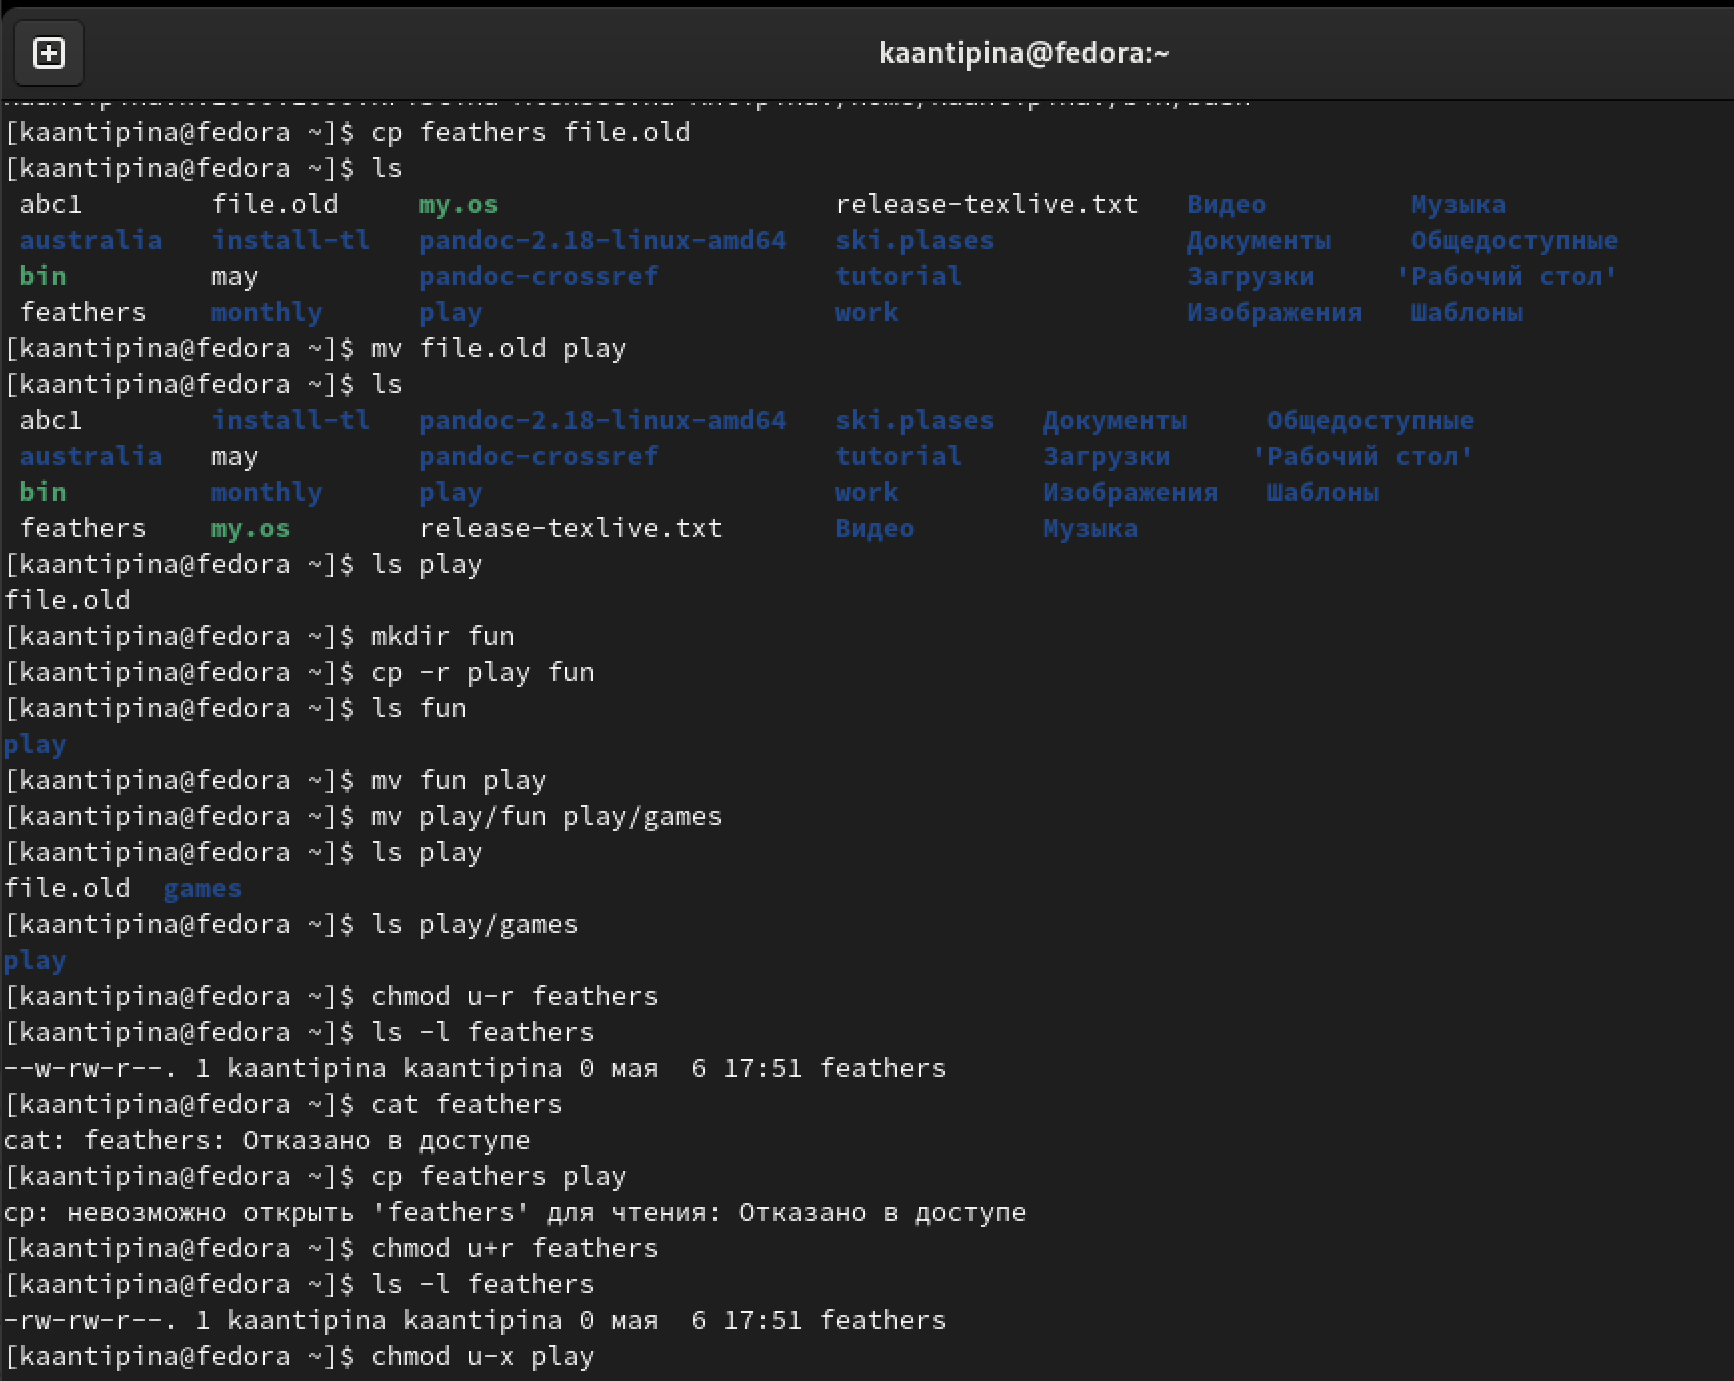 kaantipina@fedora:~
[kaantipina@fedora ~]$ cp feathers file.old
[kaantipina@fedora ~]$ ls
abc1 file.old my.os release-texlive.txt Видео Музыка
australia install-tl pandoc-2.18-linux-amd64 ski.plases Документы Общедоступные
bin may pandoc-crossref tutorial Загрузки 'Рабочий стол'
feathers monthly play work Изображения Шаблоны
[kaantipina@fedora ~]$ mv file.old play
[kaantipina@fedora ~]$ ls
abc1 install-tl pandoc-2.18-linux-amd64 ski.plases Документы Общедоступные
australia may pandoc-crossref tutorial Загрузки 'Рабочий стол'
bin monthly play work Изображения Шаблоны
feathers my.os release-texlive.txt Видео Музыка
[kaantipina@fedora ~]$ ls play
file.old
[kaantipina@fedora ~]$ mkdir fun
[kaantipina@fedora ~]$ cp -r play fun
[kaantipina@fedora ~]$ ls fun
play
[kaantipina@fedora ~]$ mv fun play
[kaantipina@fedora ~]$ mv play/fun play/games
[kaantipina@fedora ~]$ ls play
file.old games
[kaantipina@fedora ~]$ ls play/games
play
[kaantipina@fedora ~]$ chmod u-r feathers
[kaantipina@fedora ~]$ ls -l feathers
--w-rw-r--. 1 kaantipina kaantipina 0 мая 6 17:51 feathers
[kaantipina@fedora ~]$ cat feathers
cat: feathers: Отказано в доступе
[kaantipina@fedora ~]$ cp feathers play
cp: невозможно открыть 'feathers' для чтения: Отказано в доступе
[kaantipina@fedora ~]$ chmod u+r feathers
[kaantipina@fedora ~]$ ls -l feathers
-rw-rw-r--. 1 kaantipina kaantipina 0 мая 6 17:51 feathers
[kaantipina@fedora ~]$ chmod u-x play